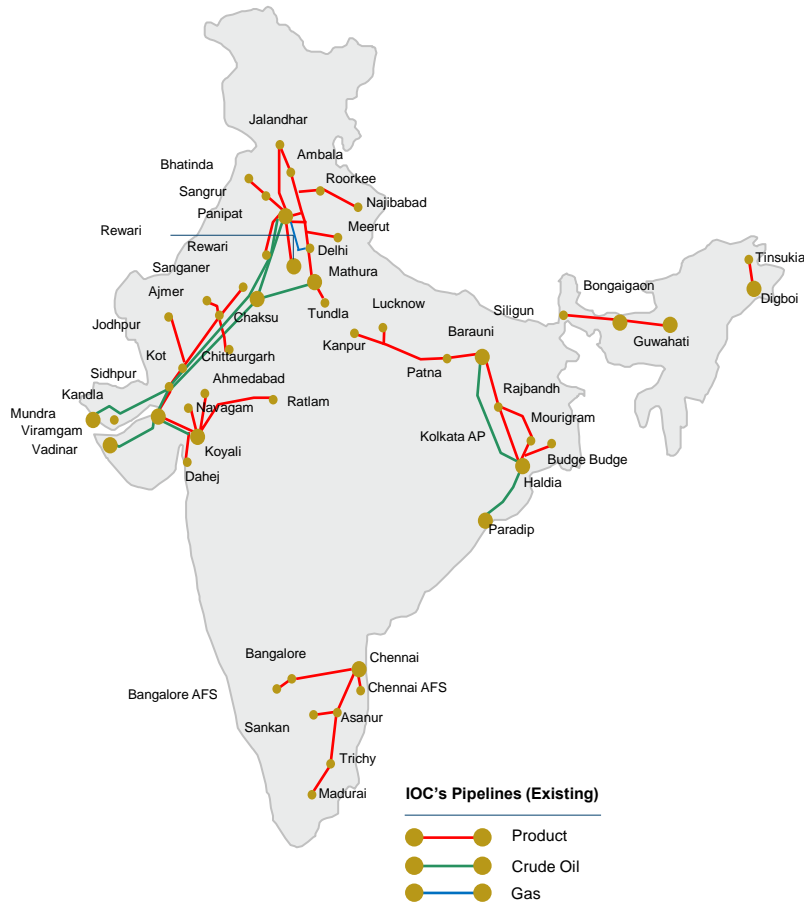 Jalandhar
Ambala
Bhatinda
Roorkee
Sangrur
Najibabad
Panipat
Meerut
Rewari
Rewari
Delhi
Sanganer
Mathura
Ajmer
Chaksu
Tundla
Lucknow
Jodhpur
Kanpur
Barauni
Siligun
Bongaigaon
Tinsukia
Digboi
Guwahati
Kot
Chittaurgarh
Patna
Sidhpur
Ahmedabad
Rajbandh
Kandla
Navagam
Ratlam
Mourigram
Mundra
Viramgam
Kolkata AP
Vadinar
Koyali
Budge Budge
Dahej
Haldia
Paradip
Bangalore
Chennai
Bangalore AFS
Chennai AFS
Sankan
Asanur
Trichy
Madurai
IOC's Pipelines (Existing)
Product
Crude Oil
Gas